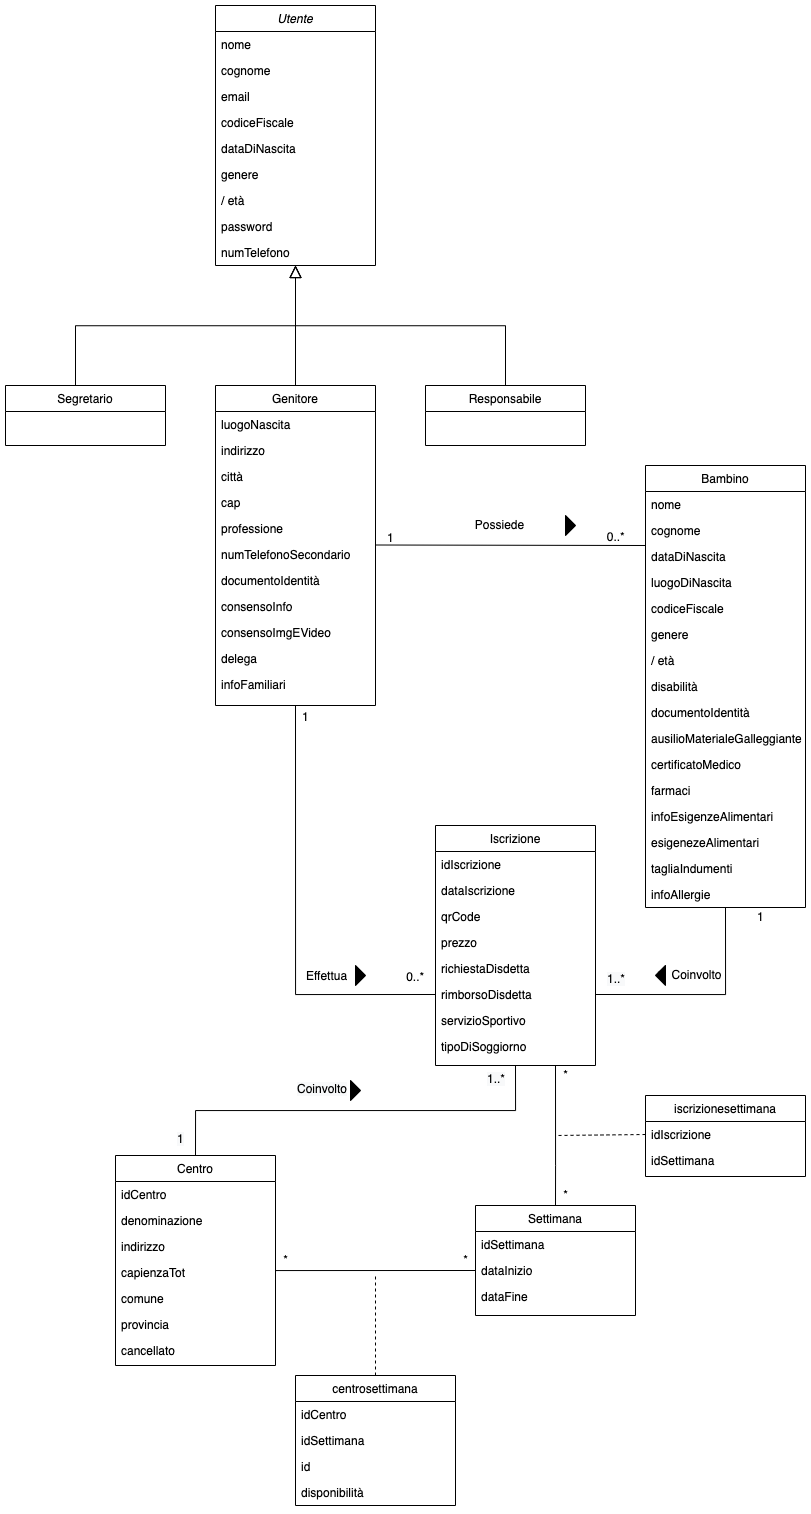 Utente
nome
cognome
email
codiceFiscale
dataDiNascita
genere
/ età
password
numTelefono
Segretario
Genitore
luogoNascita
indirizzo
città
cap
professione
numTelefonoSecondario
documentoIdentità
consensoInfo
consensoImgEVideo
delega
infoFamiliari
Responsabile
Possiede
1
0..*
Bambino
nome
cognome
dataDiNascita
luogoDiNascita
codiceFiscale
genere
/ età
disabilità
documentoIdentità
ausilioMaterialeGalleggiante
certificatoMedico
farmaci
infoEsigenzeAlimentari
esigenezeAlimentari
tagliaIndumenti
infoAllergie
1
Effettua
0..*
Iscrizione
idIscrizione
dataIscrizione
qrCode
prezzo
richiestaDisdetta
rimborsoDisdetta
servizioSportivo
tipoDiSoggiorno
1
1..*
Coinvolto
Coinvolto
1..*
1
*
*
iscrizionesettimana
idIscrizione
idSettimana
Centro
idCentro
denominazione
indirizzo
capienzaTot
comune
provincia
cancellato
*
*
Settimana
idSettimana
dataInizio
dataFine
centrosettimana
idCentro
idSettimana
id
disponibilità